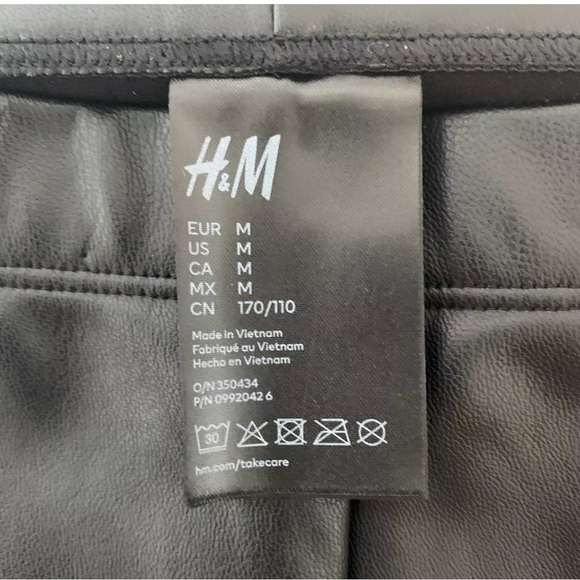 H&M
EUR M
US M
CA M
MX M
CN 170/110
Made in Vietnam
Fabriqué au Vietnam
Hecho en Vietnam
O/N 350434
P/N 0992042 6
30
hm.com/takecare